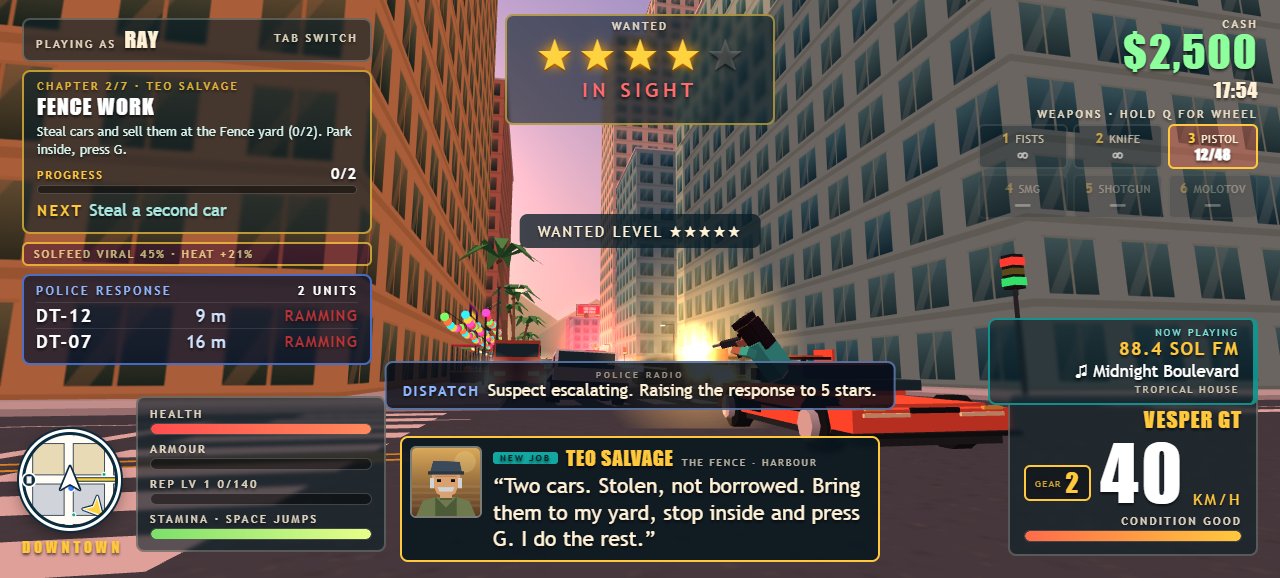 PLAYING AS RAY TAB SWITCH
CHAPTER 2/7 · TEO SALVAGE
FENCE WORK
Steal cars and sell them at the Fence yard (0/2). Park
inside, press G.
PROGRESS 0/2
NEXT Steal a second car
SOLFEED VIRAL 45% · HEAT +21%
POLICE RESPONSE 2 UNITS
DT-12 9 m RAMMING
DT-07 16 m RAMMING
WANTED
IN SIGHT
WANTED LEVEL ★★★★★
CASH
$2,500
17:54
WEAPONS · HOLD Q FOR WHEEL
1 FISTS
∞
2 KNIFE
∞
3 PISTOL
12/48
4 SMG
—
5 SHOTGUN
—
6 MOLOTOV
—
NOW PLAYING
88.4 SOL FM
♫ Midnight Boulevard
TROPICAL HOUSE
POLICE RADIO
DISPATCH Suspect escalating. Raising the response to 5 stars.
HEALTH
ARMOUR
REP LV 1 0/140
STAMINA · SPACE JUMPS
DOWNTOWN
NEW JOB TEO SALVAGE THE FENCE · HARBOUR
“Two cars. Stolen, not borrowed. Bring
them to my yard, stop inside and press
G. I do the rest.”
VESPER GT
GEAR 2 40 KM/H
CONDITION GOOD